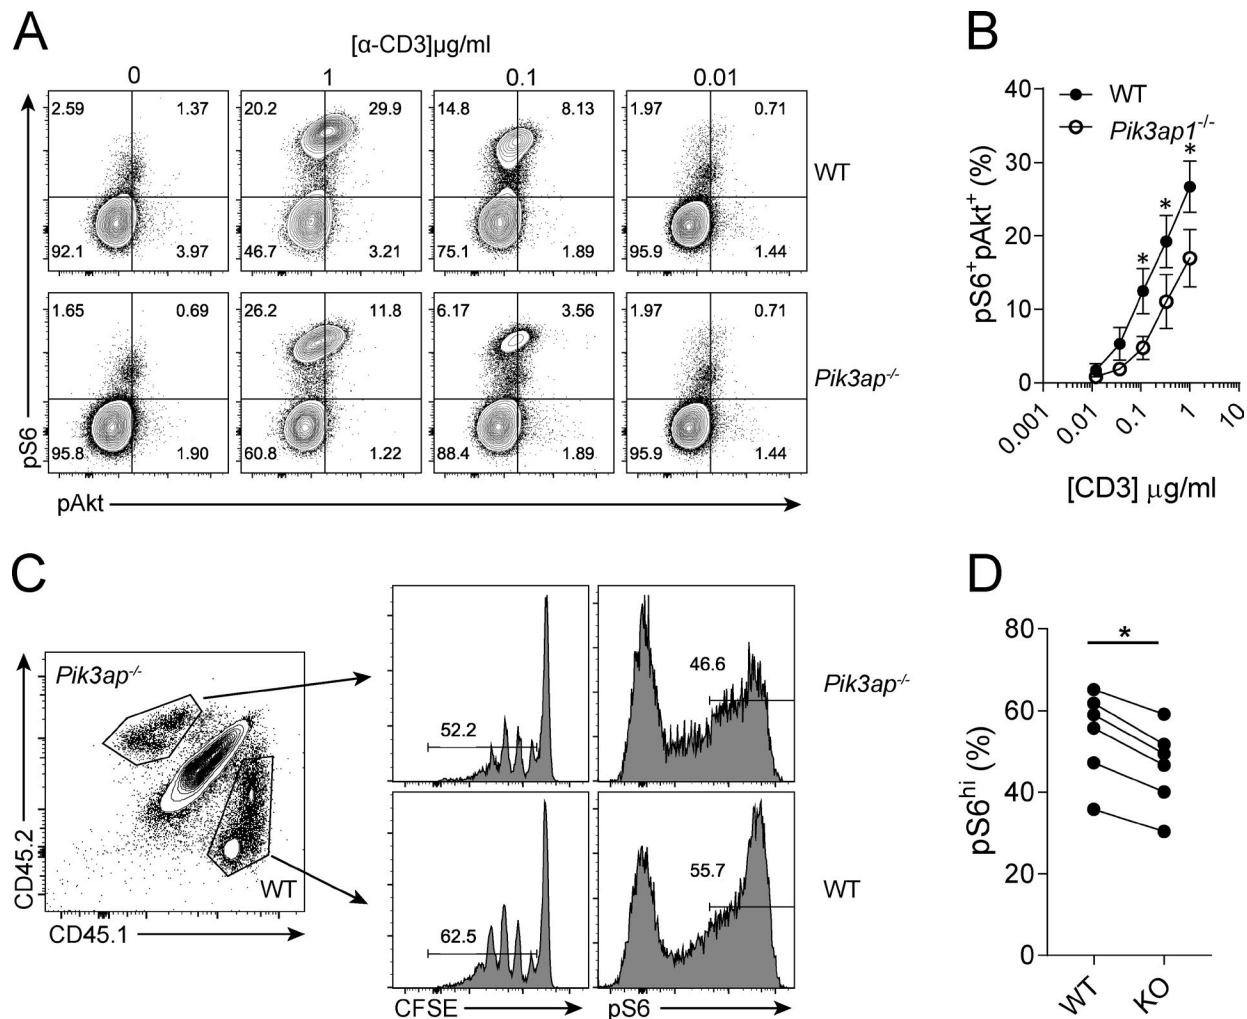 A
[α-CD3]µg/ml
0 1 0.1 0.01
2.59 1.37 20.2 29.9 14.8 8.13 1.97 0.71
WT
92.1 3.97 46.7 3.21 75.1 1.89 95.9 1.44
1.65 0.69 26.2 11.8 6.17 3.56 1.97 0.71
Pik3ap-/-
95.8 1.90 60.8 1.22 88.4 1.89 95.9 1.44
pS6
pAkt
B
WT
Pik3ap1-/-
pS6+pAkt+ (%)
40
30
20
10
0
* * *
0.001 0.01 0.1 1 10
[CD3] µg/ml
C
Pik3ap-/-
WT
CD45.2
CD45.1
52.2 46.6
Pik3ap-/-
62.5 55.7
WT
CFSE pS6
D
pS6hi (%)
80
60
40
20
0
*
WT KO